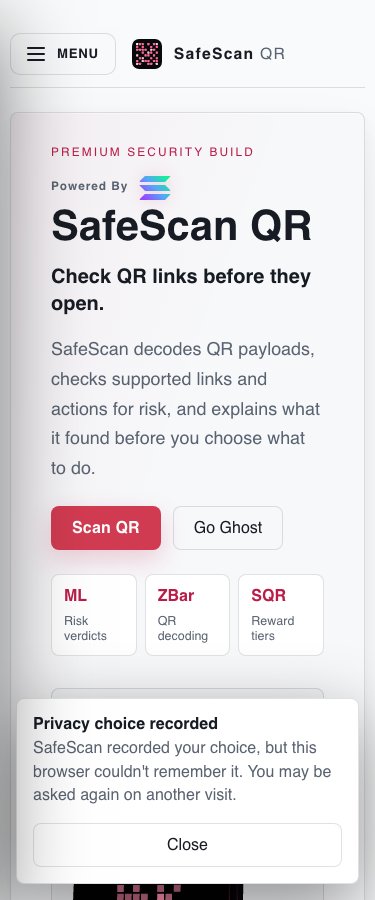 MENU
SafeScan QR
PREMIUM SECURITY BUILD
Powered By
SafeScan QR
Check QR links before they
open.
SafeScan decodes QR payloads,
checks supported links and
actions for risk, and explains what
it found before you choose what
to do.
Scan QR
Go Ghost
ML
Risk
verdicts
ZBar
QR
decoding
SQR
Reward
tiers
Privacy choice recorded
SafeScan recorded your choice, but this
browser couldn't remember it. You may be
asked again on another visit.
Close